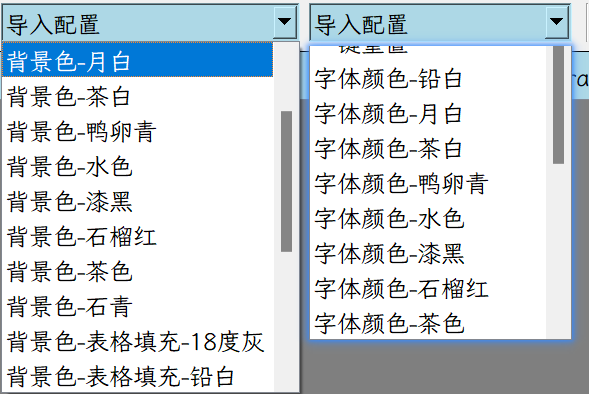 导入配置
背景色-月白
背景色-茶白
背景色-鸭卵青
背景色-水色
背景色-漆黑
背景色-石榴红
背景色-茶色
背景色-石青
背景色-表格填充-18度灰
背景色-表格填充-铅白
导入配置
字体颜色-铅白
字体颜色-月白
字体颜色-茶白
字体颜色-鸭卵青
字体颜色-水色
字体颜色-漆黑
字体颜色-石榴红
字体颜色-茶色
ra